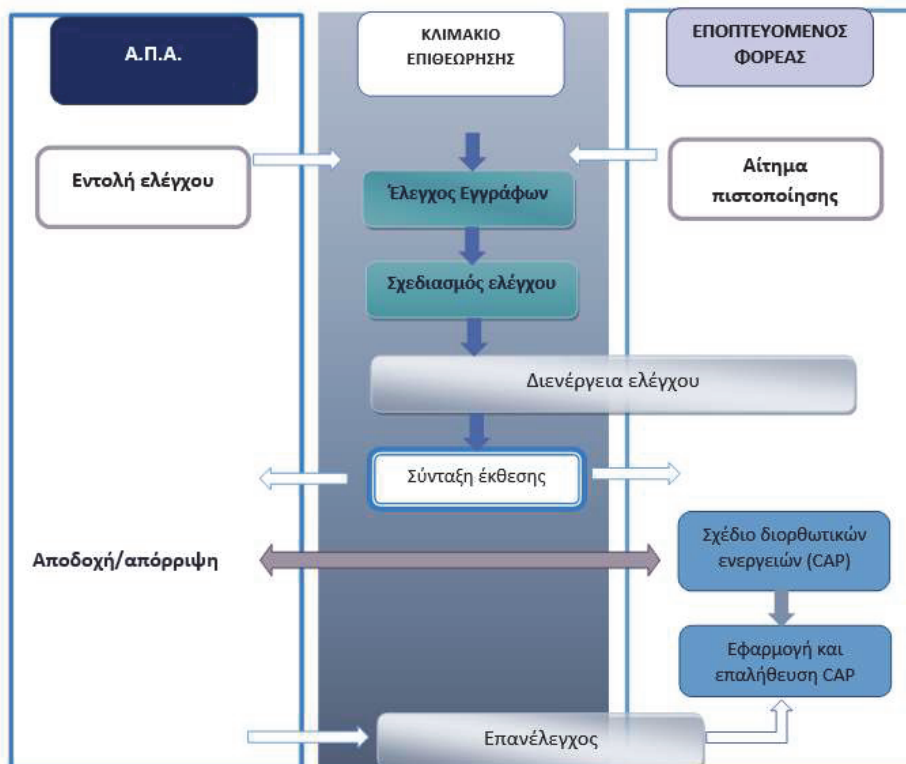 Α.Π.Α.
ΚΛΙΜΑΚΙΟ
ΕΠΙΘΕΩΡΗΣΗΣ
ΕΠΟΠΤΕΥΟΜΕΝΟΣ
ΦΟΡΕΑΣ
Εντολή ελέγχου
Αίτημα
πιστοποίησης
Έλεγχος Εγγράφων
Σχεδιασμός ελέγχου
Διενέργεια ελέγχου
Σύνταξη έκθεσης
Αποδοχή/απόρριψη
Σχέδιο διορθωτικών
ενεργειών (CAP)
Εφαρμογή και
επαλήθευση CAP
Επανέλεγχος